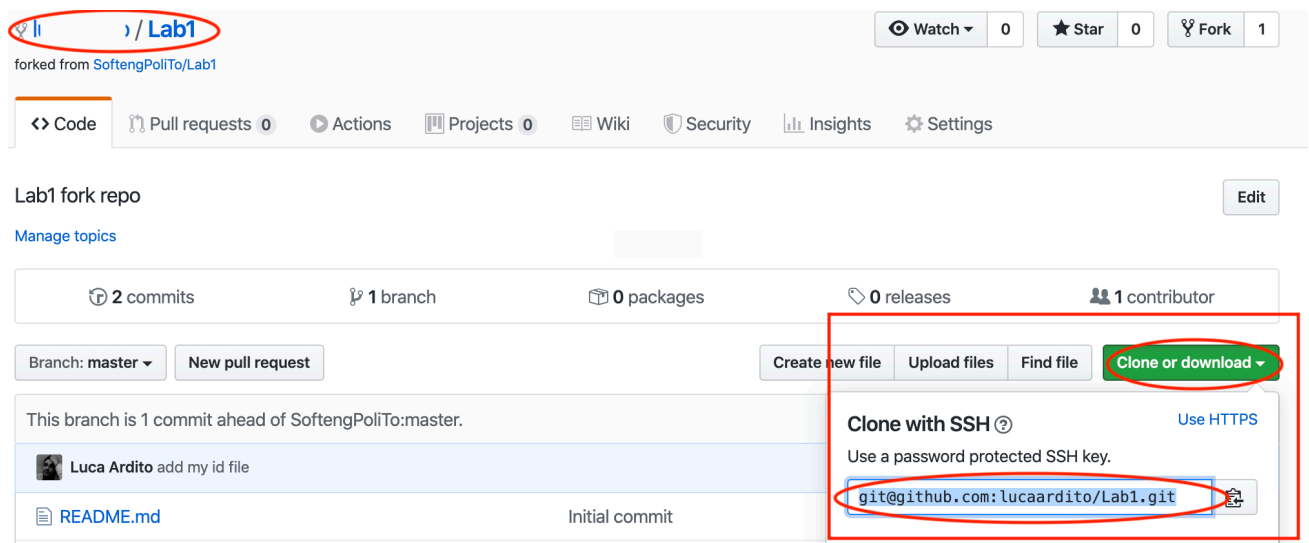 / Lab1
Watch 0 Star 0 Fork 1
forked from SoftengPoliTo/Lab1
<> Code Pull requests 0 Actions Projects 0 Wiki Security Insights Settings
Lab1 fork repo
Edit
Manage topics
2 commits 1 branch 0 packages 0 releases 1 contributor
Branch: master New pull request Create new file Upload files Find file Clone or download
This branch is 1 commit ahead of SoftengPoliTo:master.
Clone with SSH ? Use HTTPS
Use a password protected SSH key.
Luca Ardito add my id file
git@github.com:lucaardito/Lab1.git
README.md Initial commit